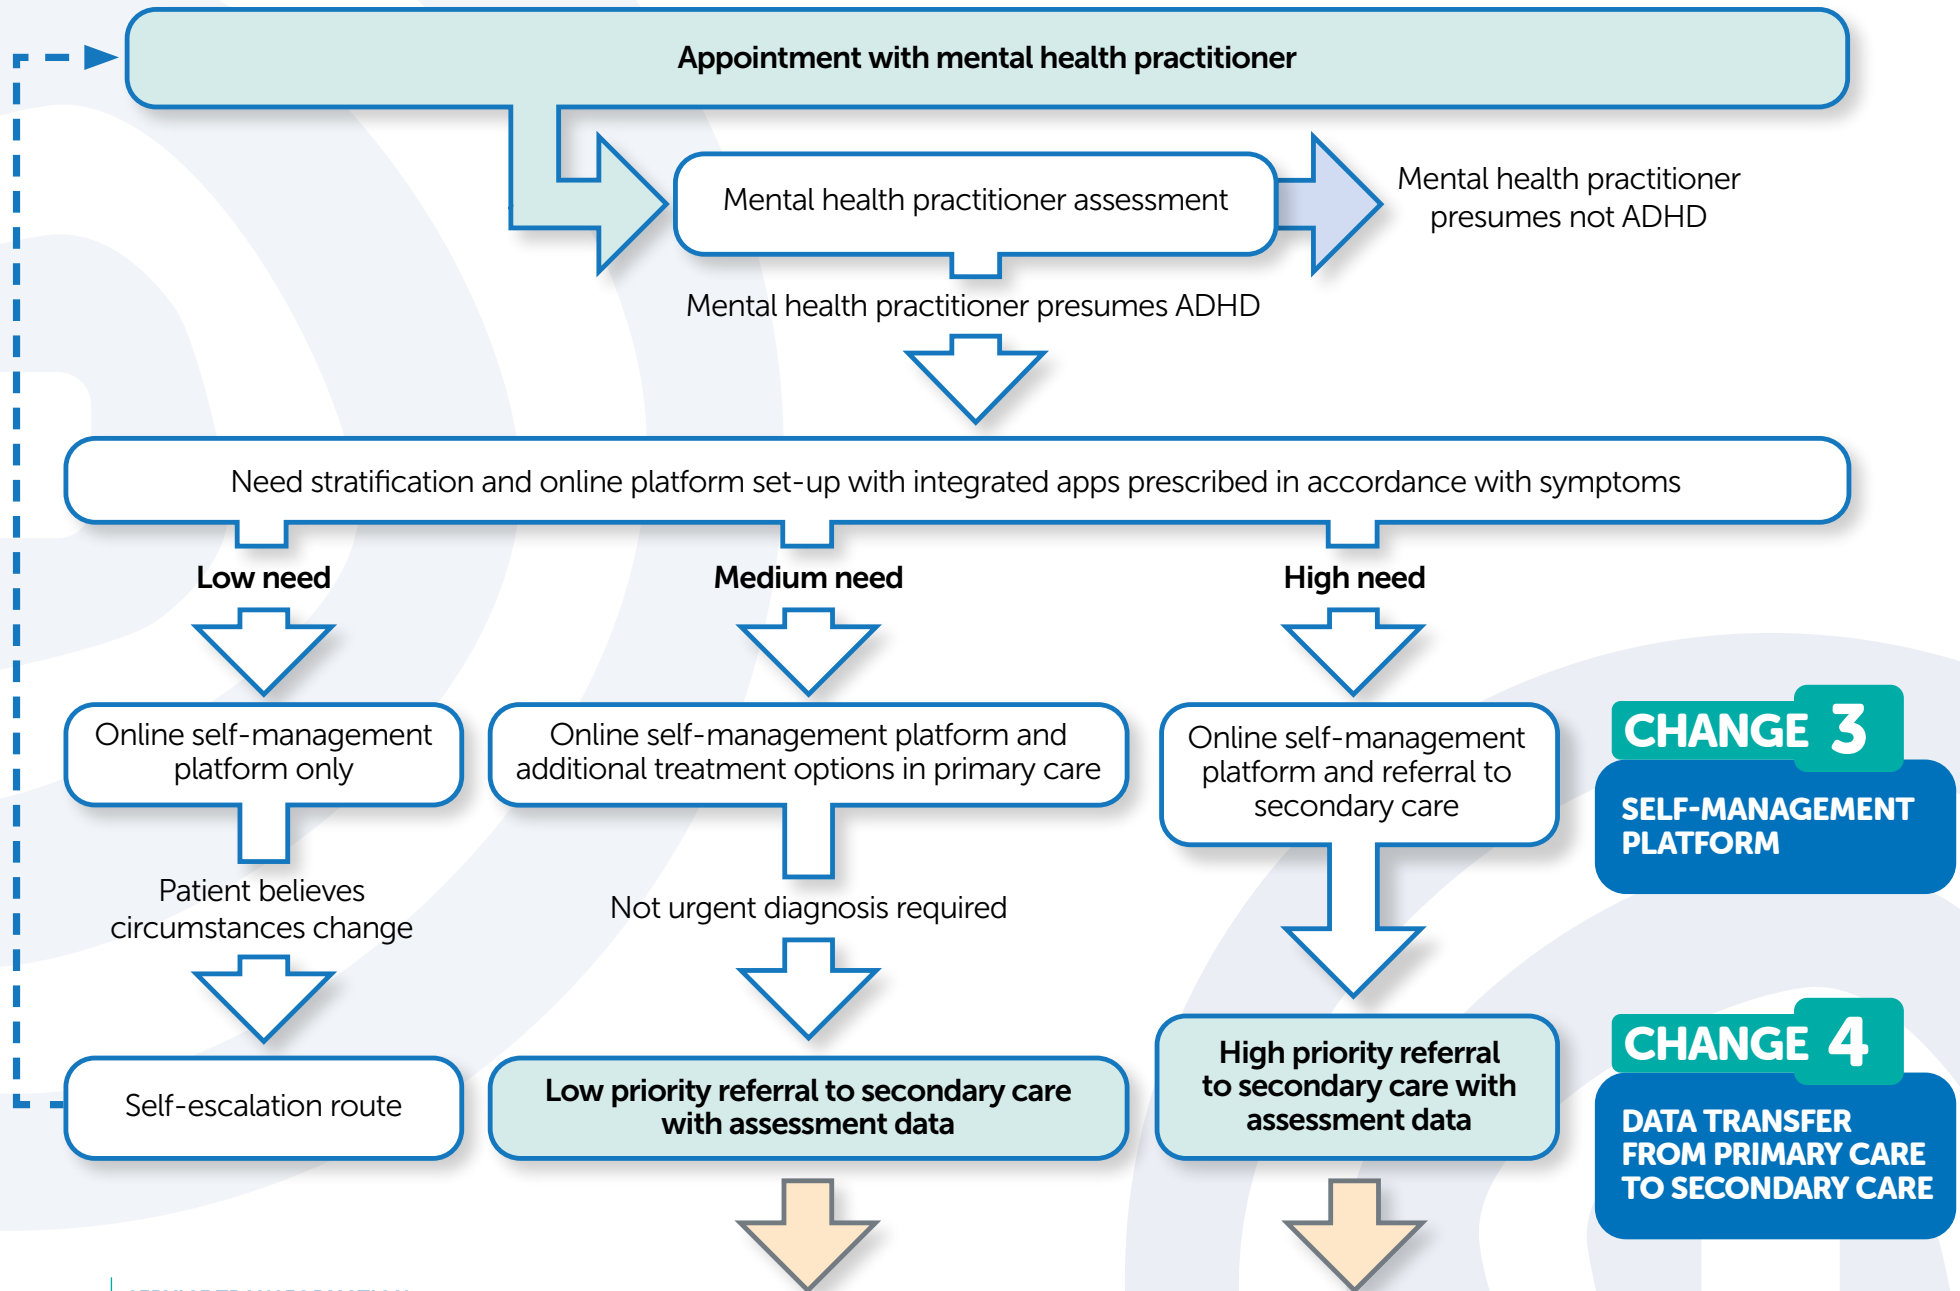 Appointment with mental health practitioner
Mental health practitioner assessment
Mental health practitioner
presumes not ADHD
Mental health practitioner presumes ADHD
Need stratification and online platform set-up with integrated apps prescribed in accordance with symptoms
Low need
Medium need
High need
Online self-management
platform only
Online self-management platform and
additional treatment options in primary care
Online self-management
platform and referral to
secondary care
CHANGE 3
SELF-MANAGEMENT
PLATFORM
Patient believes
circumstances change
Not urgent diagnosis required
Self-escalation route
Low priority referral to secondary care
with assessment data
High priority referral
to secondary care with
assessment data
CHANGE 4
DATA TRANSFER
FROM PRIMARY CARE
TO SECONDARY CARE